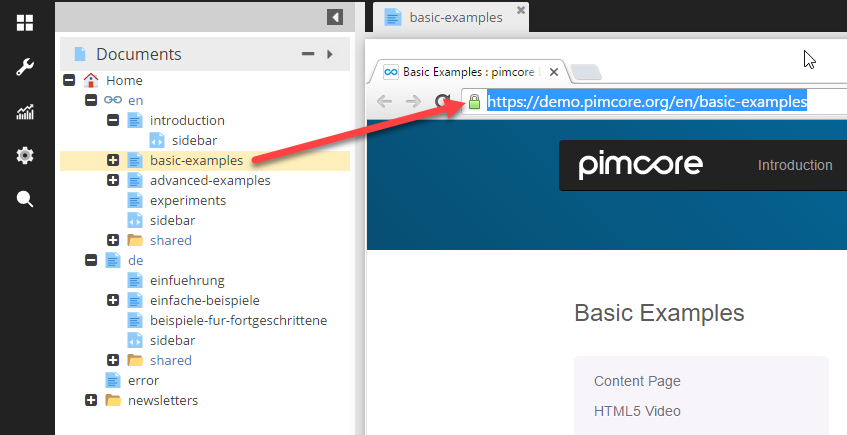 Documents
Home
en
introduction
sidebar
basic-examples
advanced-examples
experiments
sidebar
shared
de
einfuehrung
einfache-beispiele
beispiele-fur-fortgeschrittene
sidebar
shared
error
newsletters
basic-examples
Basic Examples : pimcore
https://demo.pimcore.org/en/basic-examples
pimcore
Introduction
Basic Examples
Content Page
HTML5 Video